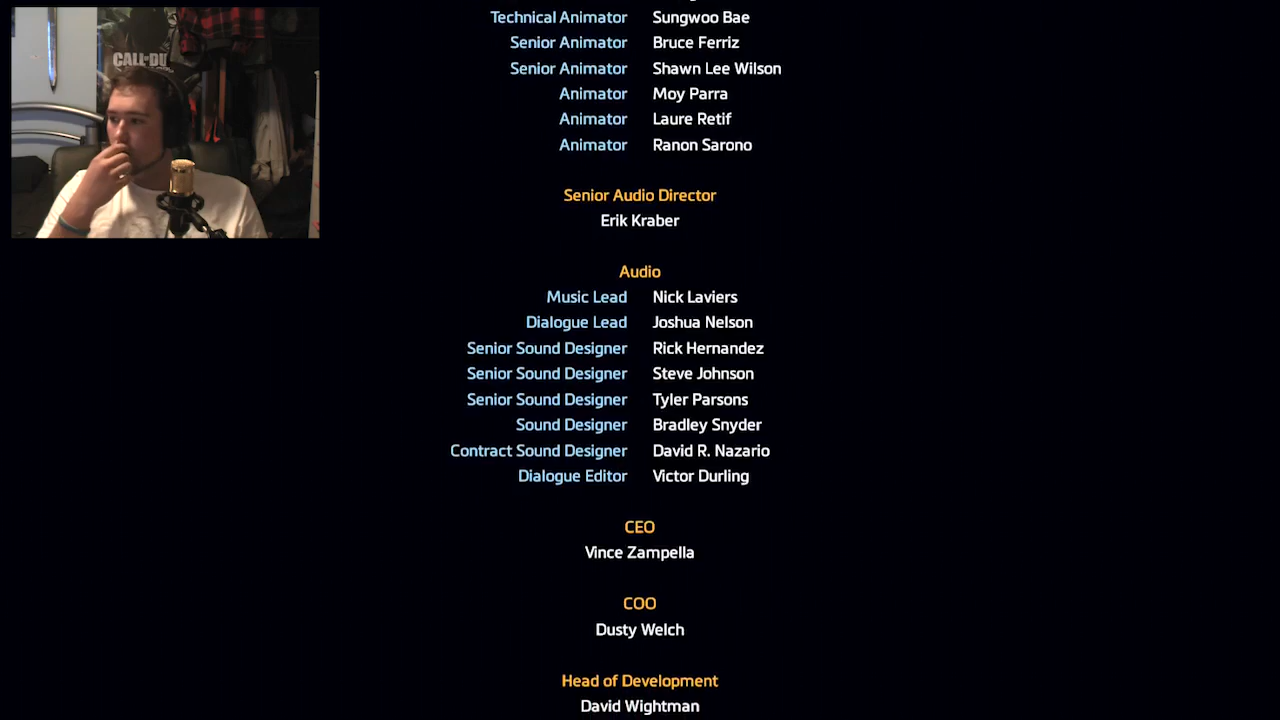 Technical Animator Sungwoo Bae
Senior Animator Bruce Ferriz
Senior Animator Shawn Lee Wilson
Animator Moy Parra
Animator Laure Retif
Animator Ranon Sarono
Senior Audio Director
Erik Kraber
Audio
Music Lead Nick Laviers
Dialogue Lead Joshua Nelson
Senior Sound Designer Rick Hernandez
Senior Sound Designer Steve Johnson
Senior Sound Designer Tyler Parsons
Sound Designer Bradley Snyder
Contract Sound Designer David R. Nazario
Dialogue Editor Victor Durling
CEO
Vince Zampella
COO
Dusty Welch
Head of Development
David Wightman
CALL OF DU